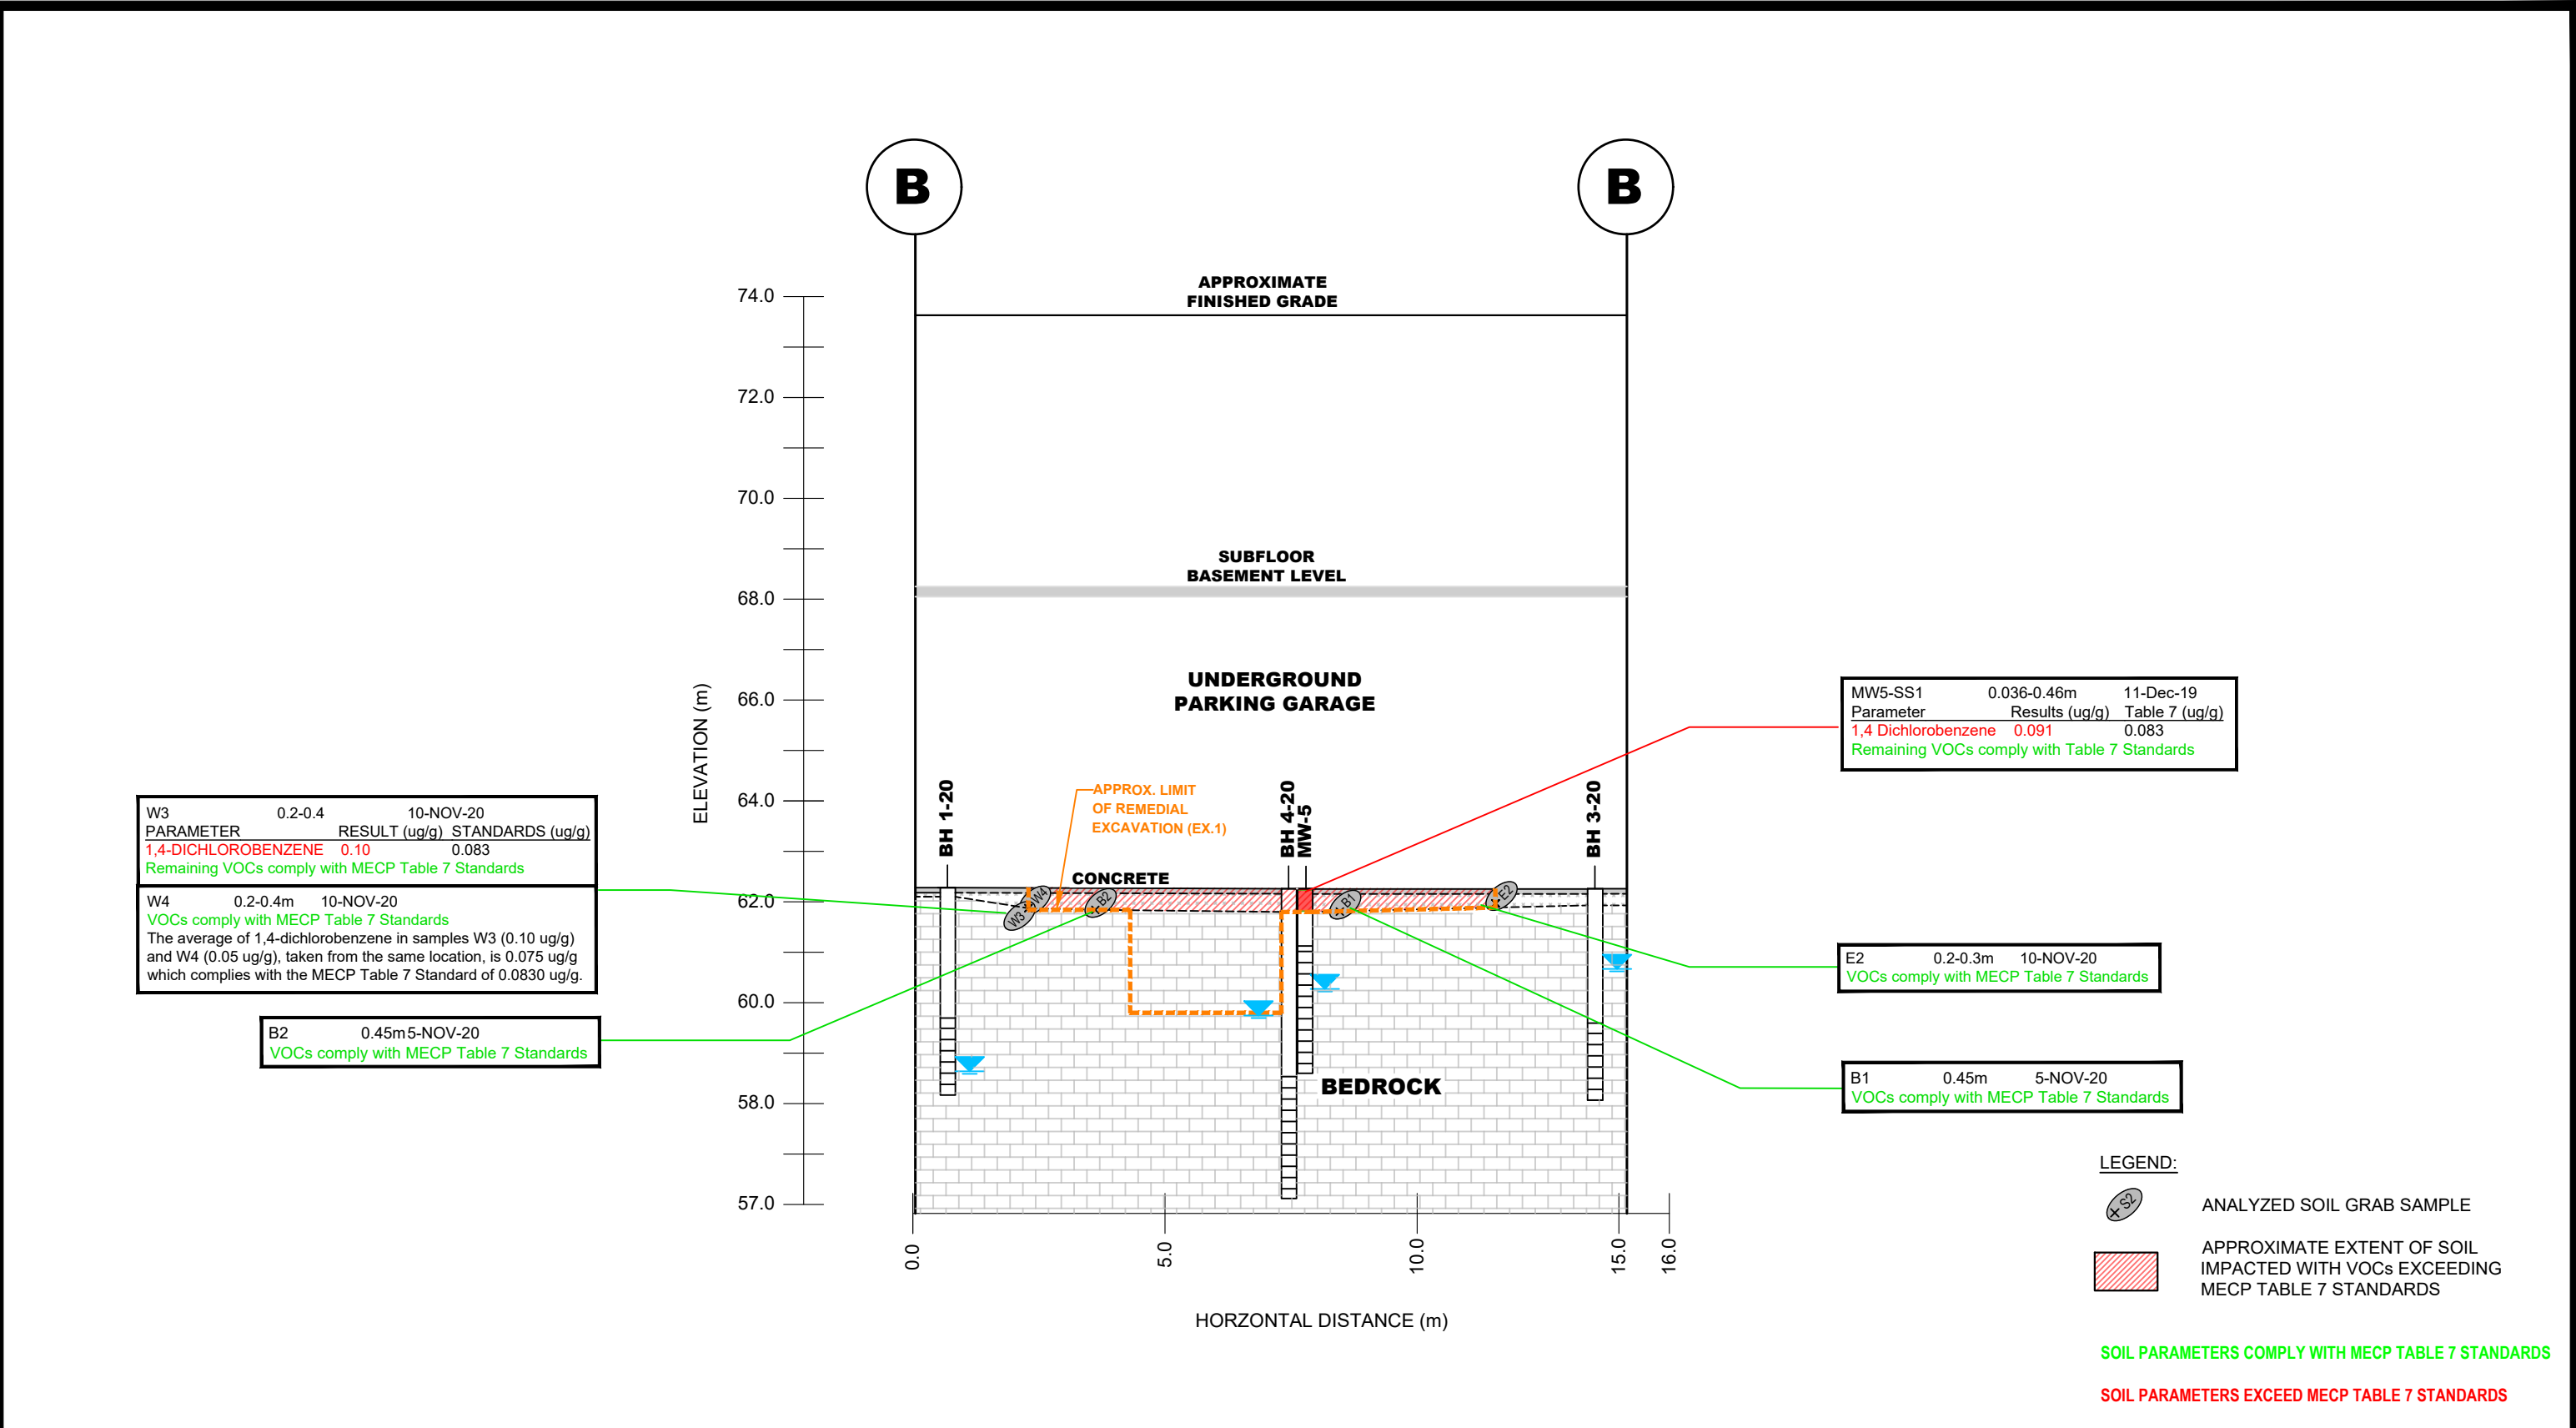 B
B
APPROXIMATE
FINISHED GRADE
74.0
72.0
70.0
68.0
66.0
64.0
62.0
60.0
58.0
57.0
ELEVATION (m)
SUBFLOOR
BASEMENT LEVEL
UNDERGROUND
PARKING GARAGE
MW5-SS1 0.036-0.46m 11-Dec-19
Parameter Results (ug/g) Table 7 (ug/g)
1,4 Dichlorobenzene 0.091 0.083
Remaining VOCs comply with Table 7 Standards
BH 1-20
APPROX. LIMIT
OF REMEDIAL
EXCAVATION (EX.1)
BH 4-20
MW-5
BH 3-20
CONCRETE
W3 0.2-0.4 10-NOV-20
PARAMETER RESULT (ug/g) STANDARDS (ug/g)
1,4-DICHLOROBENZENE 0.10 0.083
Remaining VOCs comply with MECP Table 7 Standards
W4 0.2-0.4m 10-NOV-20
VOCs comply with MECP Table 7 Standards
The average of 1,4-dichlorobenzene in samples W3 (0.10 ug/g)
and W4 (0.05 ug/g), taken from the same location, is 0.075 ug/g
which complies with the MECP Table 7 Standard of 0.0830 ug/g.
W3
W4
B2
B1
E2
B2 0.45m 5-NOV-20
VOCs comply with MECP Table 7 Standards
E2 0.2-0.3m 10-NOV-20
VOCs comply with MECP Table 7 Standards
BEDROCK
B1 0.45m 5-NOV-20
VOCs comply with MECP Table 7 Standards
0.0
5.0
10.0
15.0
16.0
HORZONTAL DISTANCE (m)
LEGEND:
S2
ANALYZED SOIL GRAB SAMPLE
APPROXIMATE EXTENT OF SOIL
IMPACTED WITH VOCs EXCEEDING
MECP TABLE 7 STANDARDS
SOIL PARAMETERS COMPLY WITH MECP TABLE 7 STANDARDS
SOIL PARAMETERS EXCEED MECP TABLE 7 STANDARDS